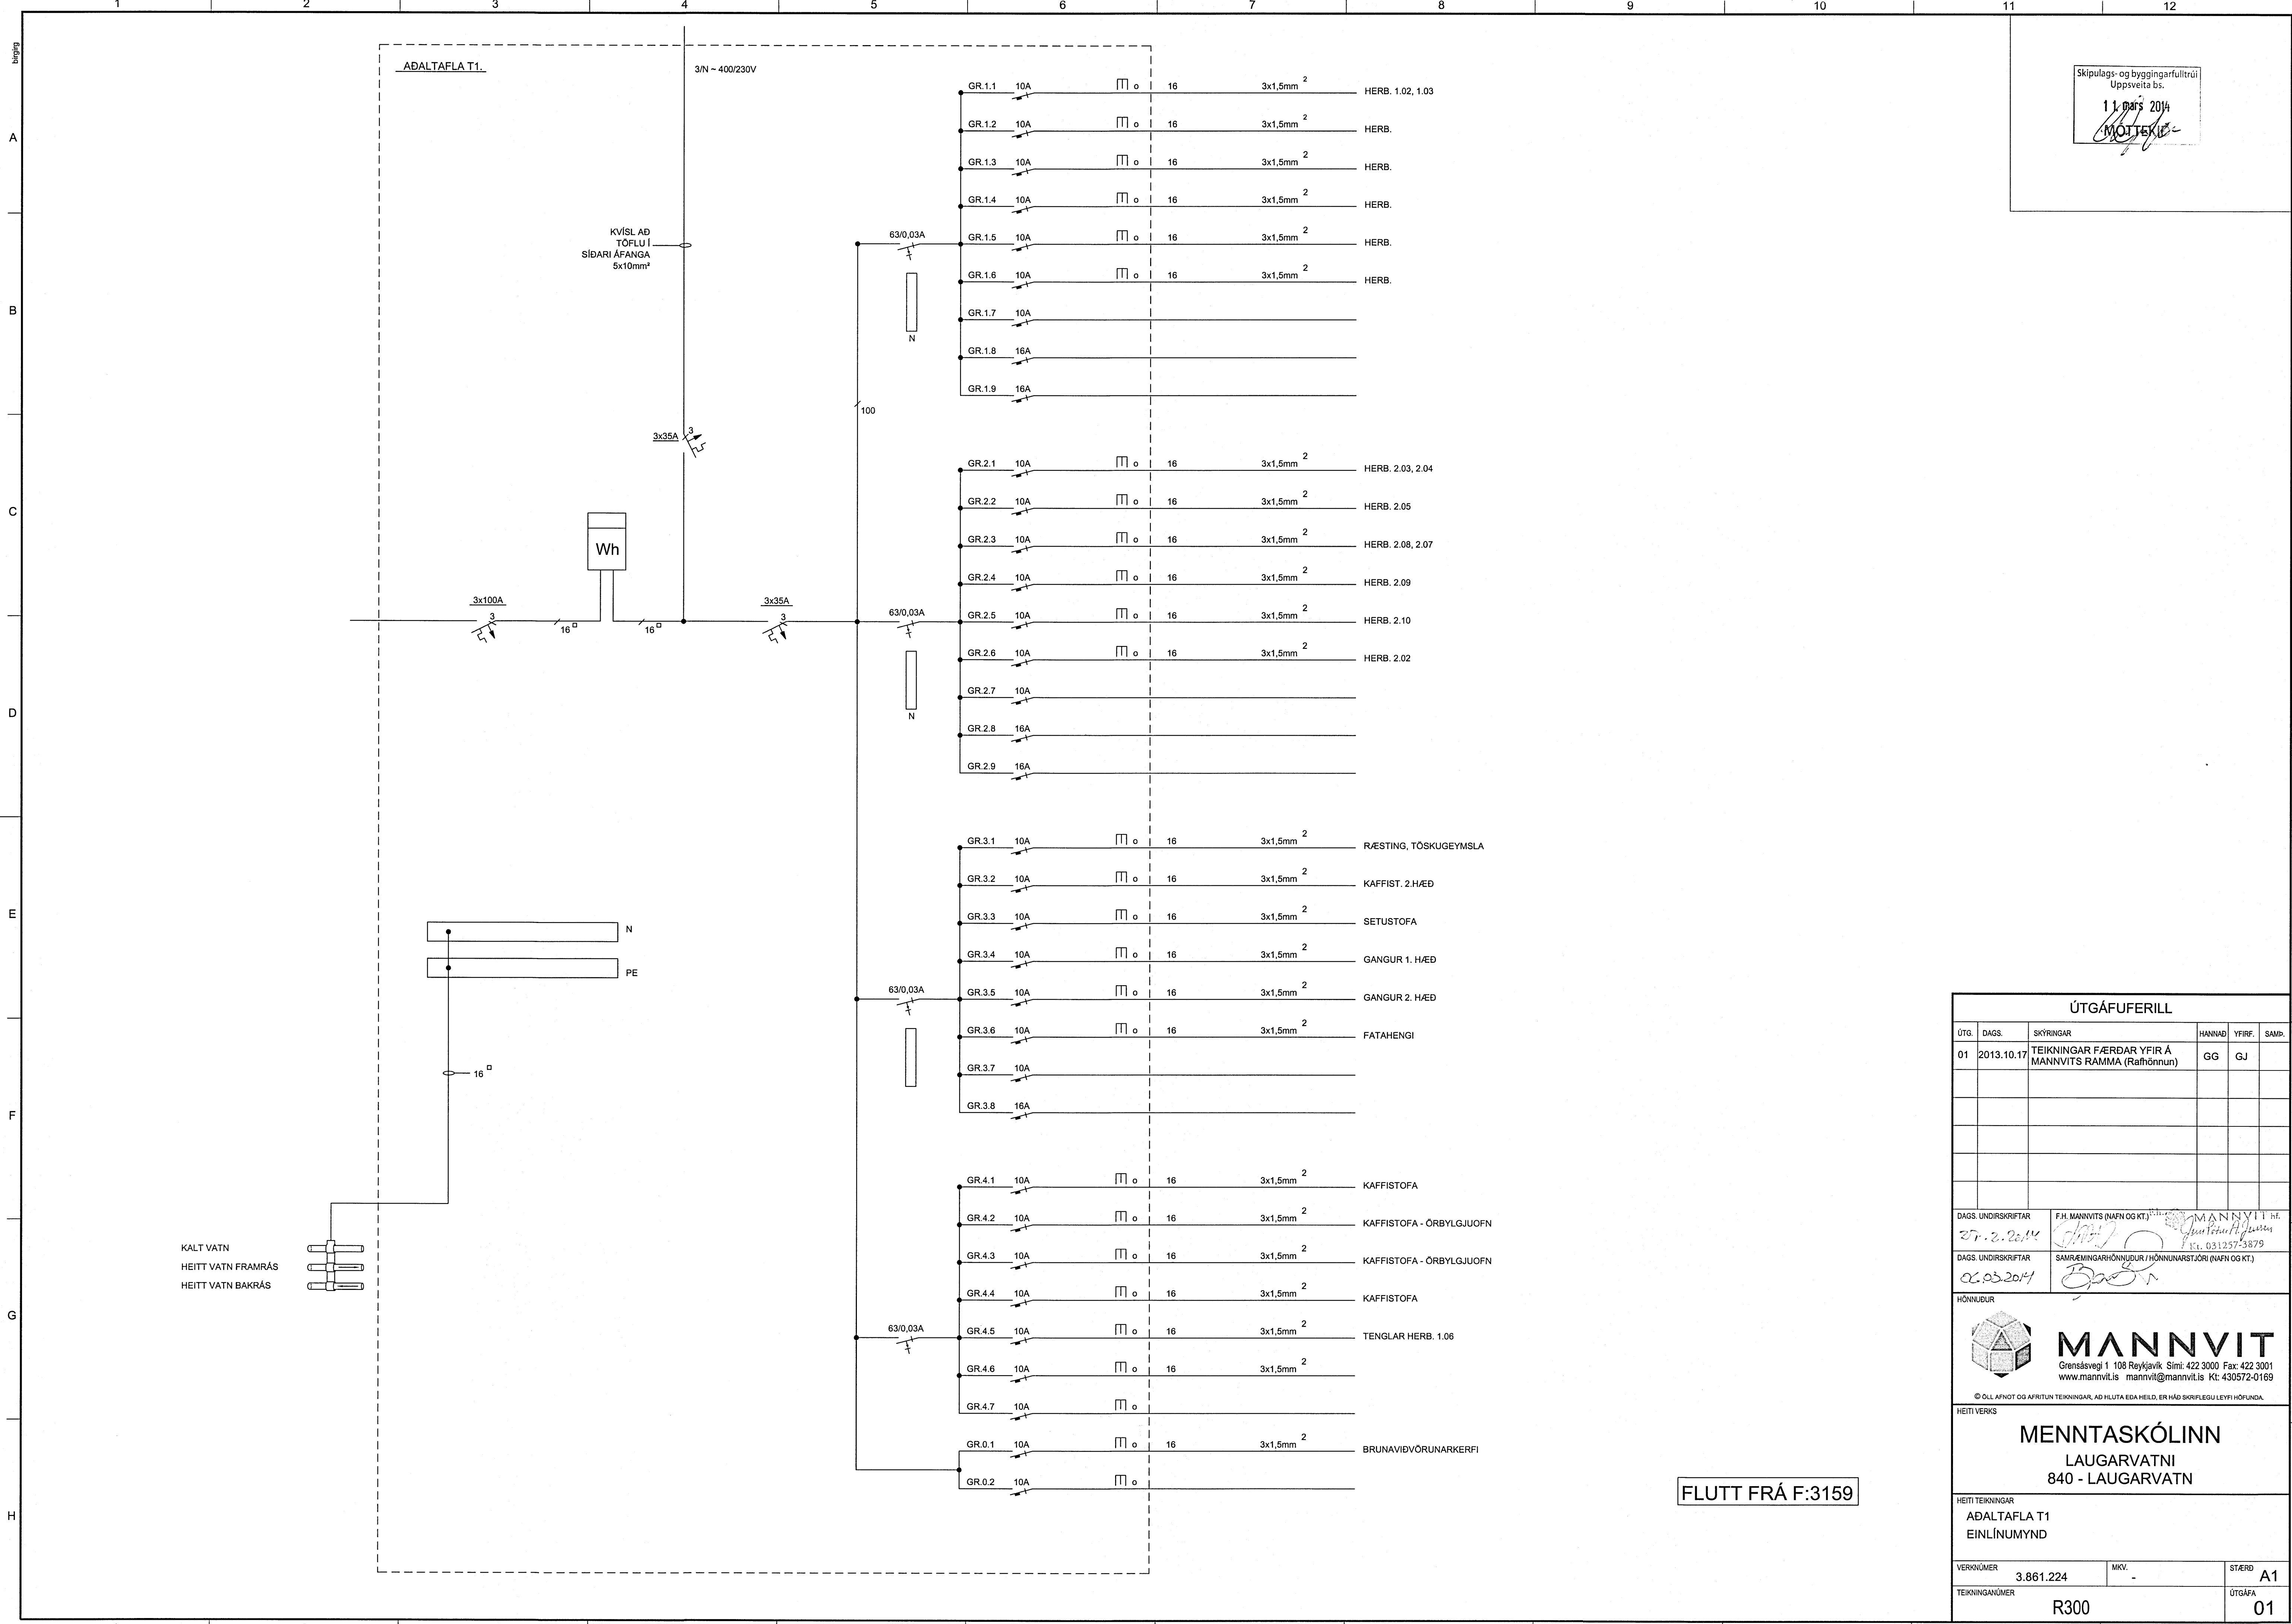 1 2 3 4 5 6 7 8 9 10 11 12
birgirg
A
B
C
D
E
F
G
H
AÐALTAFLA T1.
3/N ~ 400/230V
KVÍSL AÐ
TÖFLU Í
SÍÐARI ÁFANGA
5x10mm²
3x35A 3
Wh
3x100A
3
16
16
3x35A
3
100
63/0,03A
N
GR.1.1 10A o 16 3x1,5mm 2 HERB. 1.02, 1.03
GR.1.2 10A o 16 3x1,5mm 2 HERB.
GR.1.3 10A o 16 3x1,5mm 2 HERB.
GR.1.4 10A o 16 3x1,5mm 2 HERB.
GR.1.5 10A o 16 3x1,5mm 2 HERB.
GR.1.6 10A o 16 3x1,5mm 2 HERB.
GR.1.7 10A
GR.1.8 16A
GR.1.9 16A
63/0,03A
N
GR.2.1 10A o 16 3x1,5mm 2 HERB. 2.03, 2.04
GR.2.2 10A o 16 3x1,5mm 2 HERB. 2.05
GR.2.3 10A o 16 3x1,5mm 2 HERB. 2.08, 2.07
GR.2.4 10A o 16 3x1,5mm 2 HERB. 2.09
GR.2.5 10A o 16 3x1,5mm 2 HERB. 2.10
GR.2.6 10A o 16 3x1,5mm 2 HERB. 2.02
GR.2.7 10A
GR.2.8 16A
GR.2.9 16A
63/0,03A
GR.3.1 10A o 16 3x1,5mm 2 RÆSTING, TÖSKUGEYMSLA
GR.3.2 10A o 16 3x1,5mm 2 KAFFIST. 2.HÆÐ
GR.3.3 10A o 16 3x1,5mm 2 SETUSTOFA
GR.3.4 10A o 16 3x1,5mm 2 GANGUR 1. HÆÐ
GR.3.5 10A o 16 3x1,5mm 2 GANGUR 2. HÆÐ
GR.3.6 10A o 16 3x1,5mm 2 FATAHENGI
GR.3.7 10A
GR.3.8 16A
63/0,03A
GR.4.1 10A o 16 3x1,5mm 2 KAFFISTOFA
GR.4.2 10A o 16 3x1,5mm 2 KAFFISTOFA - ÖRBYLGJUOFN
GR.4.3 10A o 16 3x1,5mm 2 KAFFISTOFA - ÖRBYLGJUOFN
GR.4.4 10A o 16 3x1,5mm 2 KAFFISTOFA
GR.4.5 10A o 16 3x1,5mm 2 TENGLAR HERB. 1.06
GR.4.6 10A o 16 3x1,5mm 2
GR.4.7 10A o
GR.0.1 10A o 16 3x1,5mm 2 BRUNAVIÐVÖRUNARKERFI
GR.0.2 10A o
N
PE
16
KALT VATN
HEITT VATN FRAMRÁS
HEITT VATN BAKRÁS
FLUTT FRÁ F:3159
Skipulags- og byggingarfulltrúi
Uppsveita bs.
11. mars 2014
MÓTTEKIÐ
ÚTGÁFUFERILL
ÚTG. DAGS. SKÝRINGAR HANNAÐ YFIRF. SAMÞ.
01 2013.10.17 TEIKNINGAR FÆRÐAR YFIR Á
MANNVITS RAMMA (Rafhönnun) GG GJ
DAGS. UNDIRSKRIFTAR F.H. MANNVITS (NAFN OG KT.)
MANNVIT hf.
Kt. 031257-3879
DAGS. UNDIRSKRIFTAR SAMRÆMINGARHÖNNUÐUR / HÖNNUNARSTJÓRI (NAFN OG KT.)
06.03.2014
HÖNNUÐUR
MANNVIT
Grensásvegi 1 108 Reykjavík Sími: 422 3000 Fax: 422 3001
www.mannvit.is mannvit@mannvit.is Kt: 430572-0169
© ÖLL AFNOT OG AFRITUN TEIKNINGAR, AÐ HLUTA EÐA HEILD, ER HÁÐ SKRIFLEGU LEYFI HÖFUNDA.
HEITI VERKS
MENNTASKÓLINN
LAUGARVATNI
840 - LAUGARVATN
HEITI TEIKNINGAR
AÐALTAFLA T1
EINLÍNUMYND
VERKNÚMER MKV. STÆRÐ
3.861.224 - A1
TEIKNINGANÚMER ÚTGÁFA
R300 01